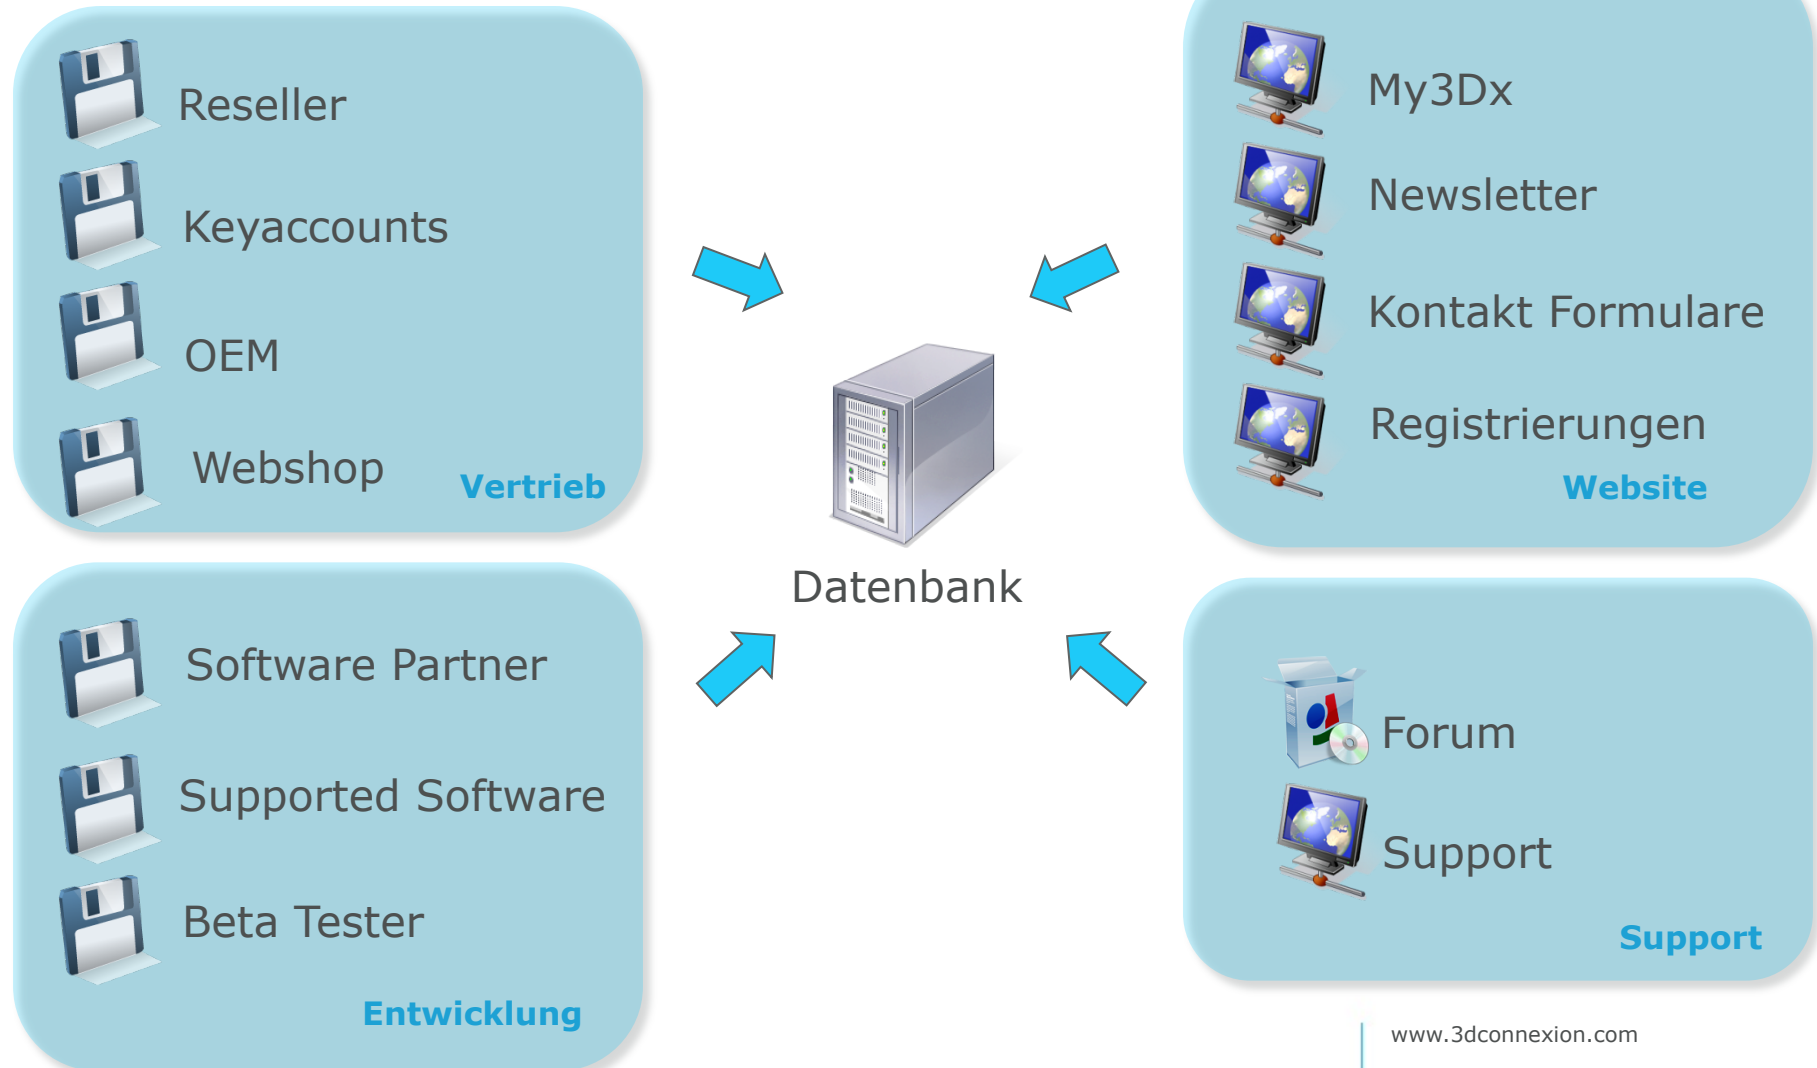 Reseller
Keyaccounts
OEM
Webshop
Vertrieb
My3Dx
Newsletter
Kontakt Formulare
Registrierungen
Website
Datenbank
Software Partner
Supported Software
Beta Tester
Entwicklung
Forum
Support
Support
www.3dconnexion.com